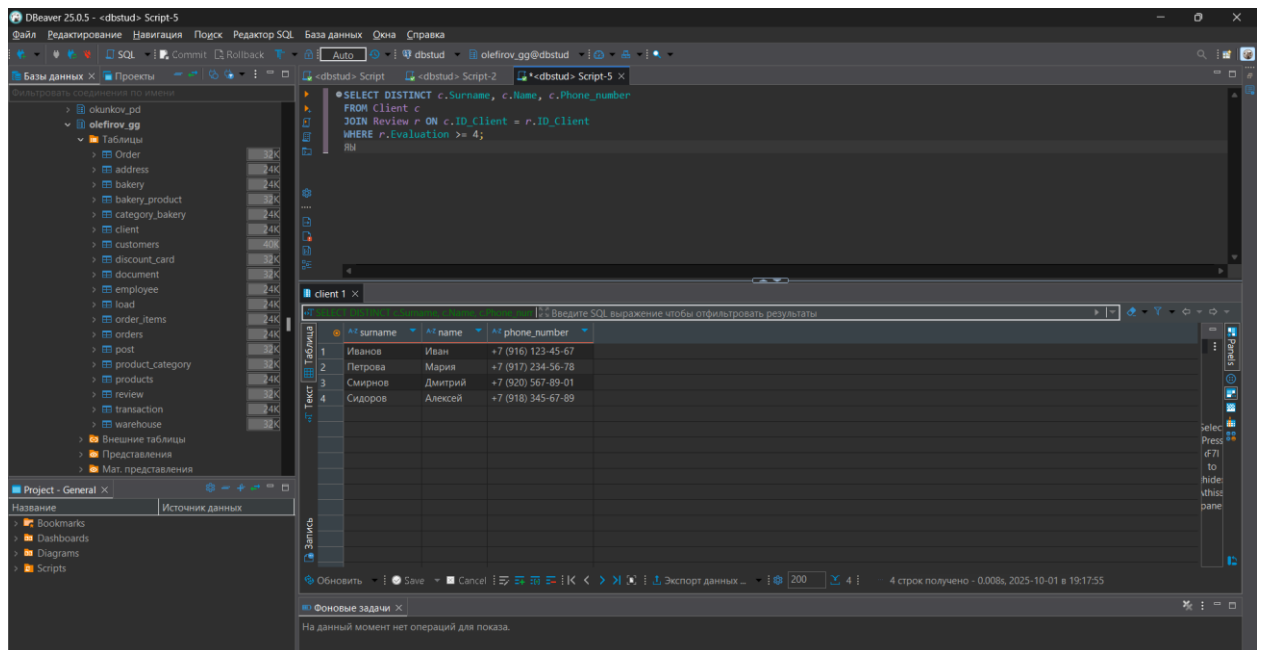 DBeaver 25.0.5 - <dbstud> Script-5
Файл Редактирование Навигация Поиск Редактор SQL База данных Окна Справка
SQL Commit Rollback Auto dbstud olefirov_gg@dbstud
Базы данных Проекты
Фильтровать соединения по имени
okunkov_pd
olefirov_gg
Таблицы
Order 32K
address 24K
bakery 24K
bakery_product 32K
category_bakery 24K
client 24K
customers 40K
discount_card 32K
document 32K
employee 24K
load 24K
order_items 24K
orders 24K
post 32K
product_category 32K
products 24K
review 32K
transaction 24K
warehouse 32K
Внешние таблицы
Представления
Мат. представления
Project - General
Название Источник данных
Bookmarks
Dashboards
Diagrams
Scripts
<dbstud> Script <dbstud> Script-2 *<dbstud> Script-5
SELECT DISTINCT c.Surname, c.Name, c.Phone_number
FROM Client c
JOIN Review r ON c.ID_Client = r.ID_Client
WHERE r.Evaluation >= 4;
ЯЫ
client 1
SELECT DISTINCT c.Surname, c.Name, c.Phone_num Введите SQL выражение чтобы отфильтровать результаты
Таблица
Текст
Запись
A-Z surname A-Z name A-Z phone_number
1 Иванов Иван +7 (916) 123-45-67
2 Петрова Мария +7 (917) 234-56-78
3 Смирнов Дмитрий +7 (920) 567-89-01
4 Сидоров Алексей +7 (918) 345-67-89
Panels
Selec
Press
to
hide
pane
Обновить Save Cancel Экспорт данных ... 200 4 4 строк получено - 0.008s, 2025-10-01 в 19:17:55
Фоновые задачи
На данный момент нет операций для показа.